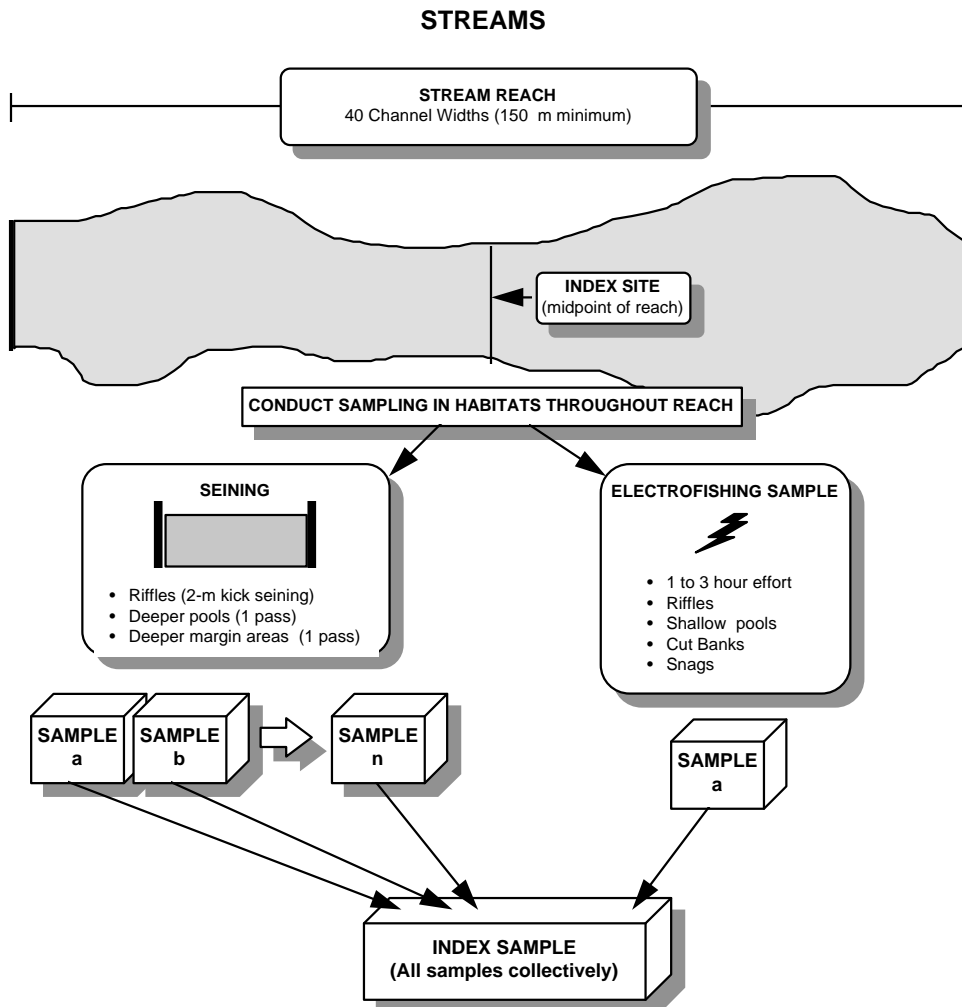 STREAMS
STREAM REACH
40 Channel Widths (150 m minimum)
INDEX SITE
(midpoint of reach)
CONDUCT SAMPLING IN HABITATS THROUGHOUT REACH
SEINING
• Riffles (2-m kick seining)
• Deeper pools (1 pass)
• Deeper margin areas (1 pass)
ELECTROFISHING SAMPLE
• 1 to 3 hour effort
• Riffles
• Shallow pools
• Cut Banks
• Snags
SAMPLE
a
SAMPLE
b
SAMPLE
n
SAMPLE
a
INDEX SAMPLE
(All samples collectively)